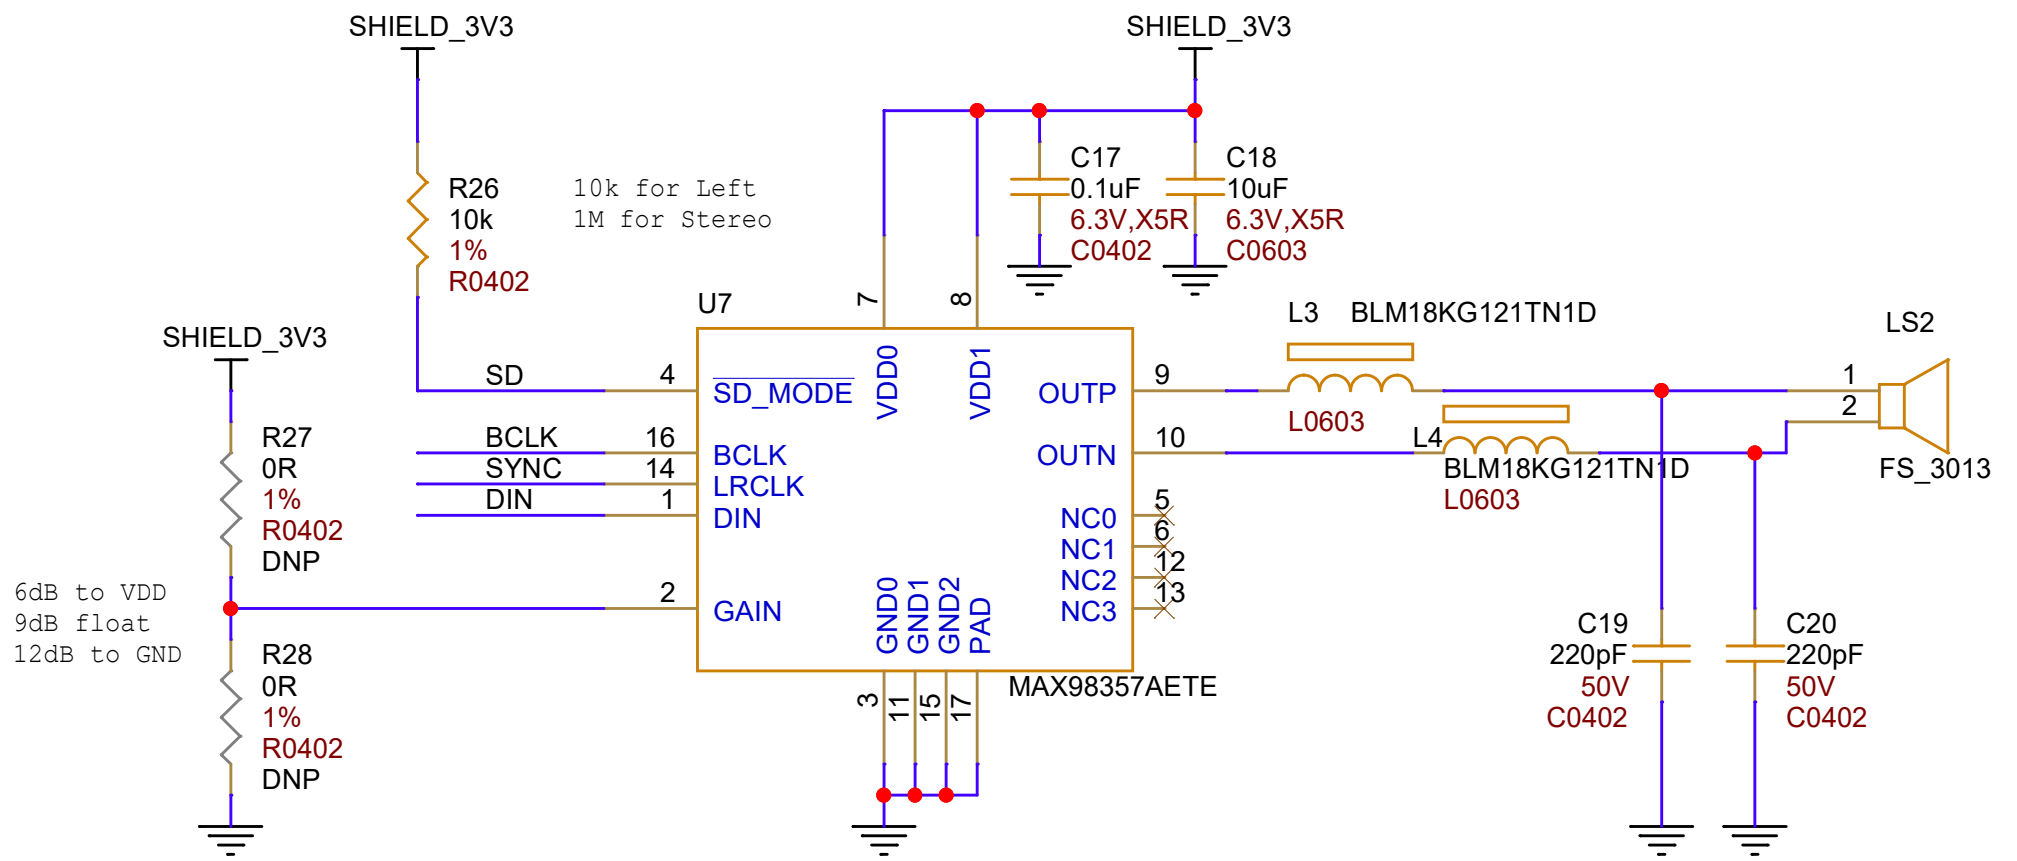 SHIELD_3V3
SHIELD_3V3
R26
10k
1%
R0402
10k for Left
1M for Stereo
C17
0.1uF
6.3V,X5R
C0402
C18
10uF
6.3V,X5R
C0603
SHIELD_3V3
R27
0R
1%
R0402
DNP
6dB to VDD
9dB float
12dB to GND
R28
0R
1%
R0402
DNP
U7
7
8
SD
4
BCLK
16
SYNC
14
DIN
1
2
SD_MODE
BCLK
LRCLK
DIN
GAIN
VDD0
VDD1
OUTP
OUTN
NC0
NC1
NC2
NC3
GND0
GND1
GND2
PAD
9
10
5
6
12
13
3
11
15
17
MAX98357AETE
L3 BLM18KG121TN1D
L0603
L4
BLM18KG121TN1D
L0603
LS2
1
2
FS_3013
C19
220pF
50V
C0402
C20
220pF
50V
C0402